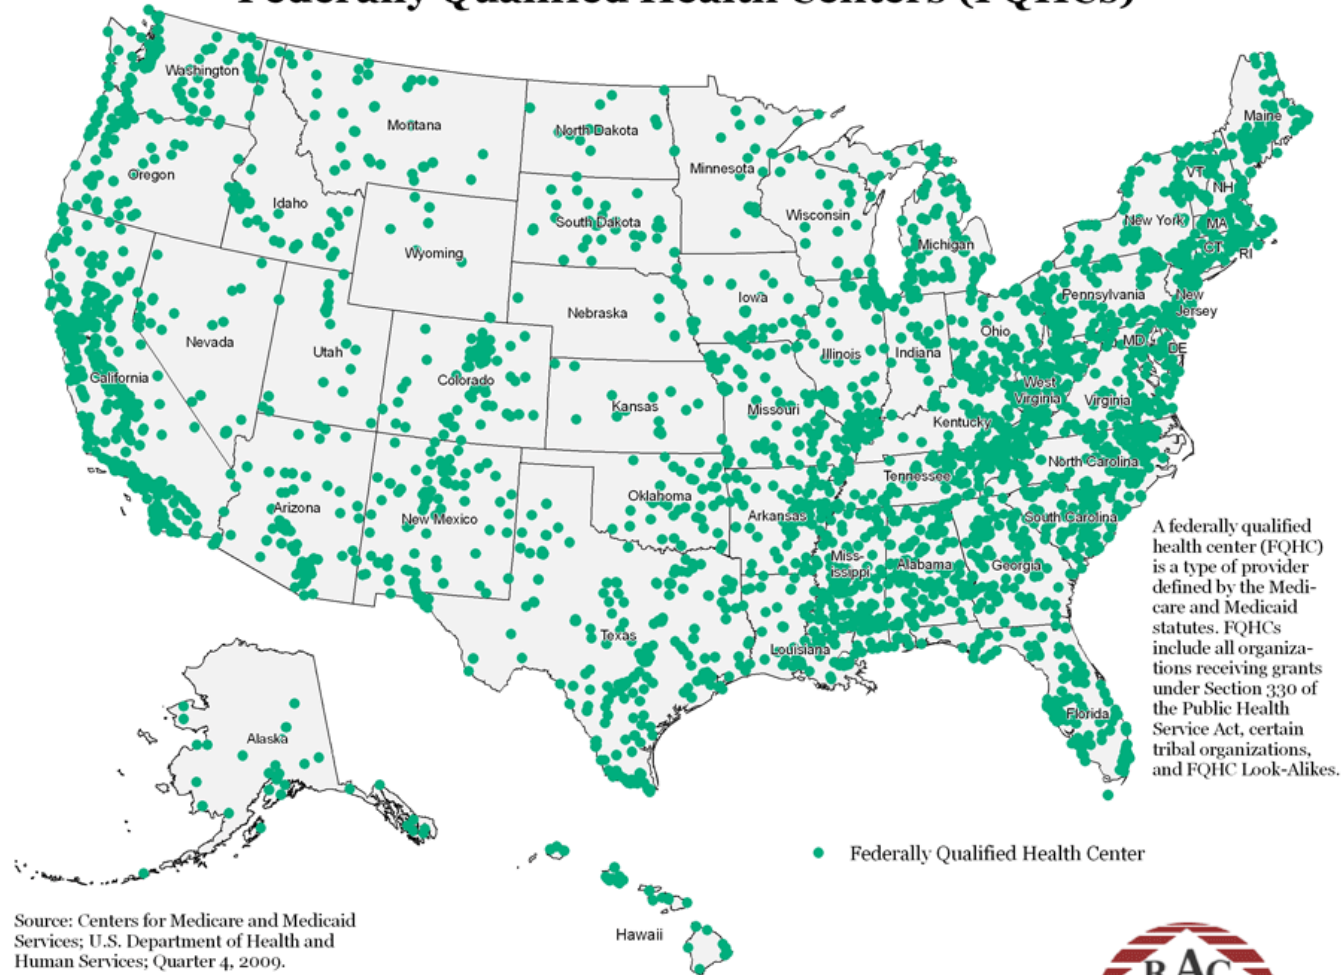 Federally Qualified Health Centers (FQHCs)
Washington
Oregon
Idaho
Montana
North Dakota
Minnesota
Maine
VT
NH
South Dakota
Wisconsin
New York
MA
CT
RI
Wyoming
Michigan
Pennsylvania
New
Jersey
Nebraska
Iowa
Ohio
MD
DE
Nevada
Utah
Illinois
Indiana
California
Colorado
Kansas
Missouri
West
Virginia
Virginia
Kentucky
North Carolina
Tennessee
Arizona
New Mexico
Oklahoma
Arkansas
South Carolina
Miss-
issippi
Alabama
Georgia
Texas
Louisiana
Florida
Alaska
Hawaii
A federally qualified
health center (FQHC)
is a type of provider
defined by the Medi-
care and Medicaid
statutes. FQHCs
include all organiza-
tions receiving grants
under Section 330 of
the Public Health
Service Act, certain
tribal organizations,
and FQHC Look-Alikes.
Federally Qualified Health Center
Source: Centers for Medicare and Medicaid
Services; U.S. Department of Health and
Human Services; Quarter 4, 2009.
RAC